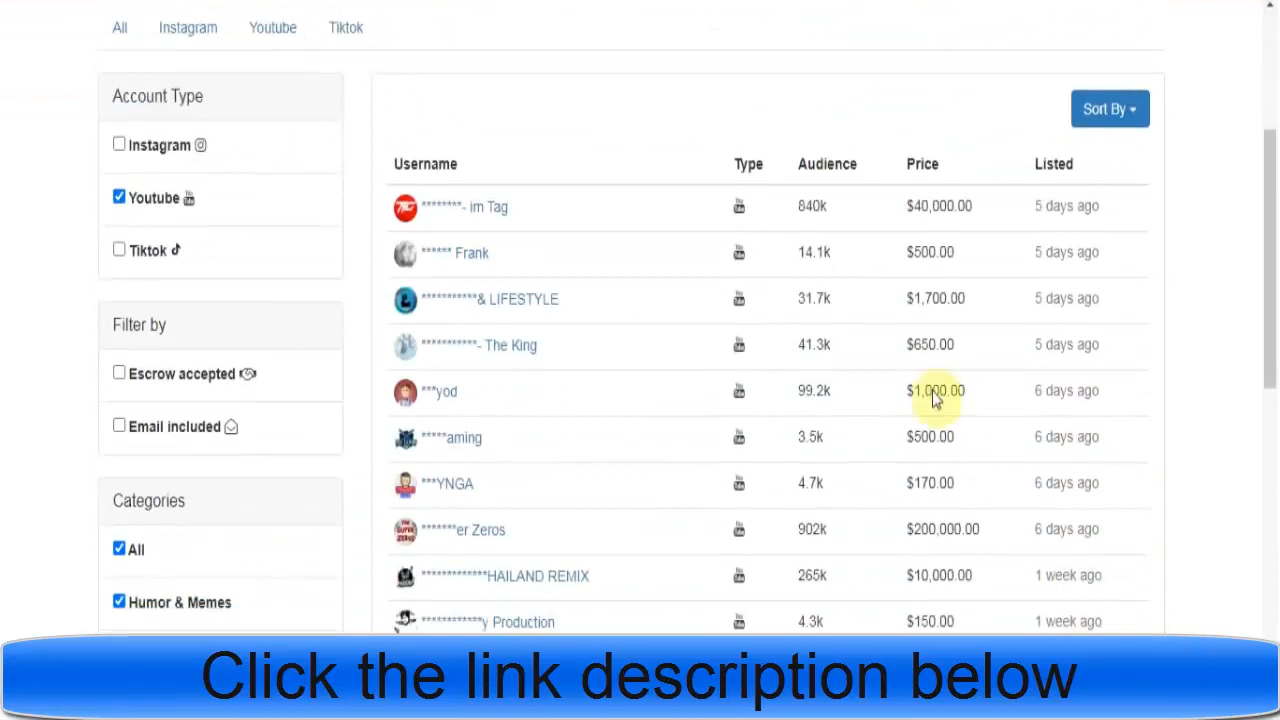 All Instagram Youtube Tiktok
Account Type
Instagram
Youtube
Tiktok
Filter by
Escrow accepted
Email included
Categories
All
Humor & Memes
Sort By
Username Type Audience Price Listed
********- im Tag 840k $40,000.00 5 days ago
****** Frank 14.1k $500.00 5 days ago
***********& LIFESTYLE 31.7k $1,700.00 5 days ago
***********- The King 41.3k $650.00 5 days ago
***yod 99.2k $1,000.00 6 days ago
*****aming 3.5k $500.00 6 days ago
***YNGA 4.7k $170.00 6 days ago
*******er Zeros 902k $200,000.00 6 days ago
*************HAILAND REMIX 265k $10,000.00 1 week ago
************y Production 4.3k $150.00 1 week ago
Click the link description below